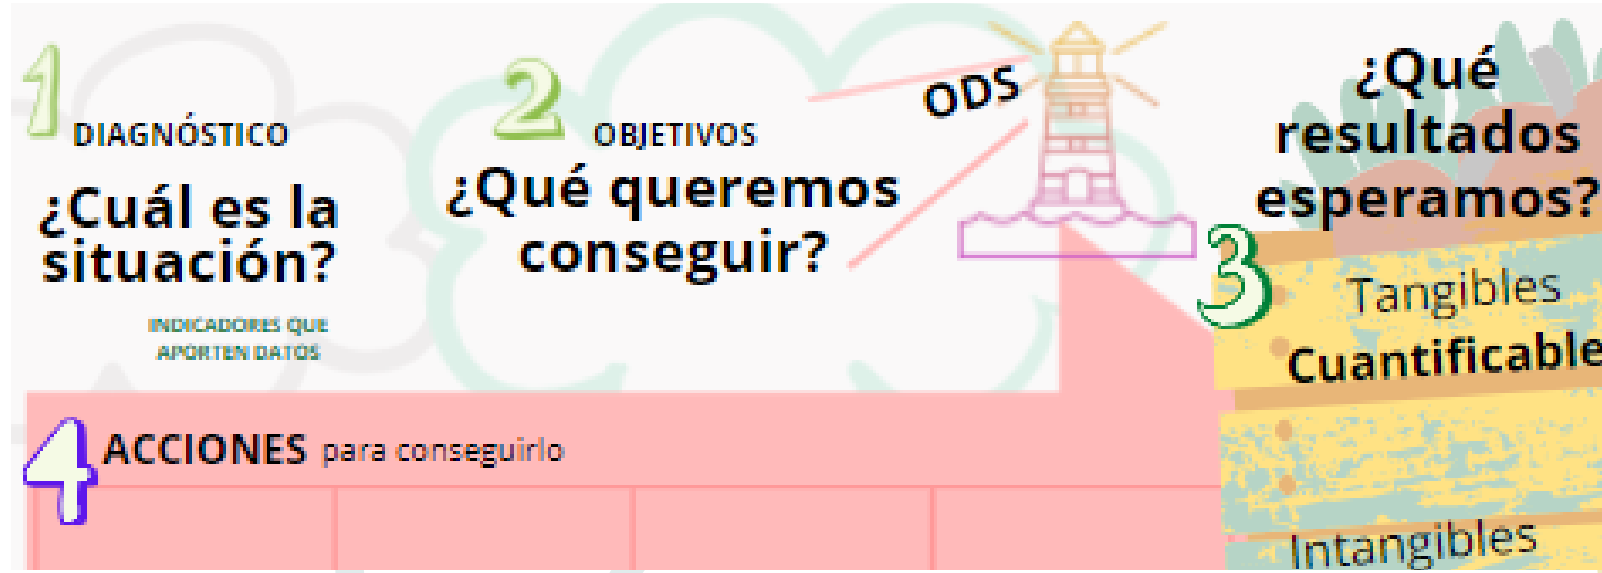 1
DIAGNÓSTICO
¿Cuál es la
situación?
INDICADORES QUE
APORTEN DATOS
2
OBJETIVOS
¿Qué queremos
conseguir?
ODS
¿Qué
resultados
esperamos?
3
Tangibles
Cuantificable
Intangibles
4
ACCIONES para conseguirlo